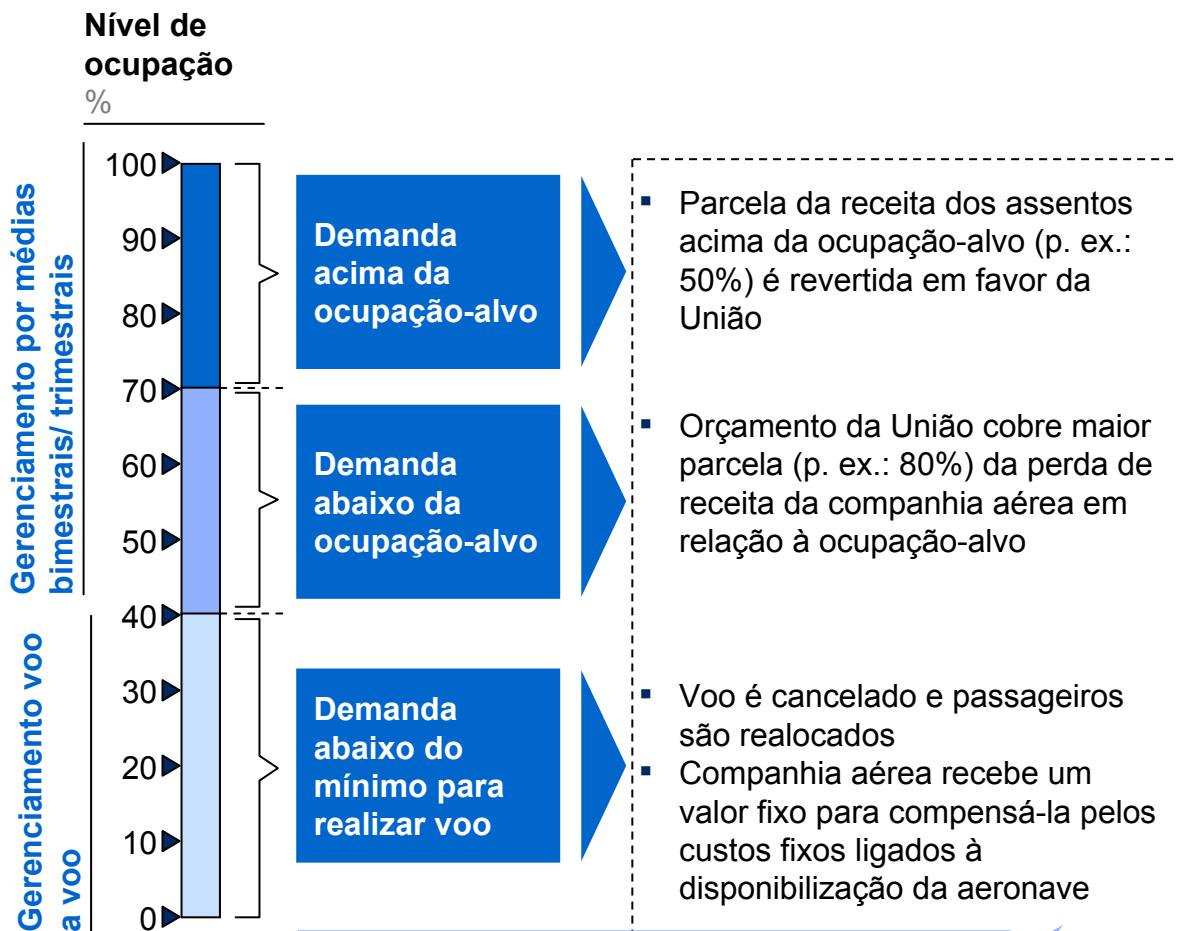 Nível de
ocupação
%
Gerenciamento por médias
bimestrais/ trimestrais
100
90
80
70
60
50
40
Demanda
acima da
ocupação-alvo
Parcela da receita dos assentos
acima da ocupação-alvo (p. ex.:
50%) é revertida em favor da
União
Demanda
abaixo da
ocupação-alvo
Orçamento da União cobre maior
parcela (p. ex.: 80%) da perda de
receita da companhia aérea em
relação à ocupação-alvo
Gerenciamento voo
a voo
30
20
10
0
Demanda
abaixo do
mínimo para
realizar voo
Voo é cancelado e passageiros
são realocados
Companhia aérea recebe um
valor fixo para compensá-la pelos
custos fixos ligados à
disponibilização da aeronave